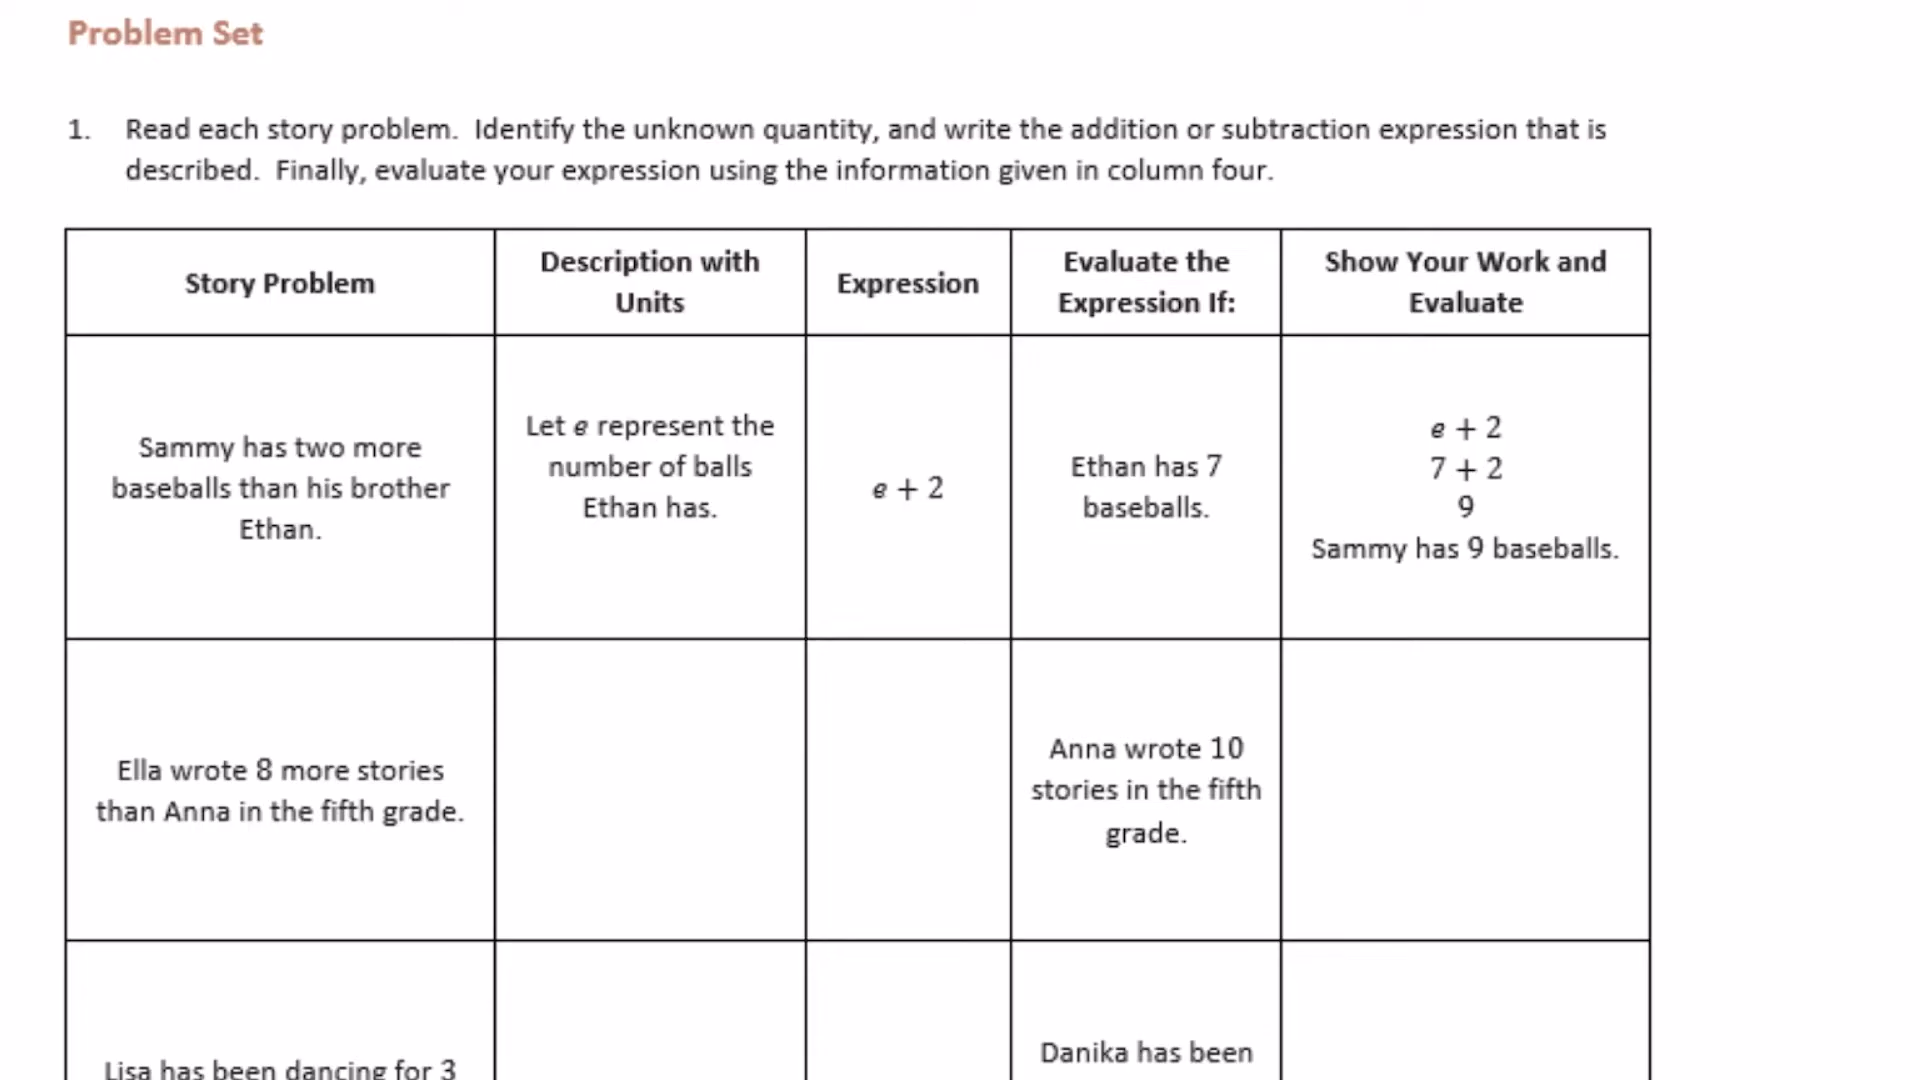 Problem Set
1. Read each story problem. Identify the unknown quantity, and write the addition or subtraction expression that is
described. Finally, evaluate your expression using the information given in column four.
Story Problem
Description with
Units
Expression
Evaluate the
Expression If:
Show Your Work and
Evaluate
Sammy has two more
baseballs than his brother
Ethan.
Let e represent the
number of balls
Ethan has.
e + 2
Ethan has 7
baseballs.
e + 2
7 + 2
9
Sammy has 9 baseballs.
Ella wrote 8 more stories
than Anna in the fifth grade.
Anna wrote 10
stories in the fifth
grade.
Lisa has been dancing for 3
Danika has been